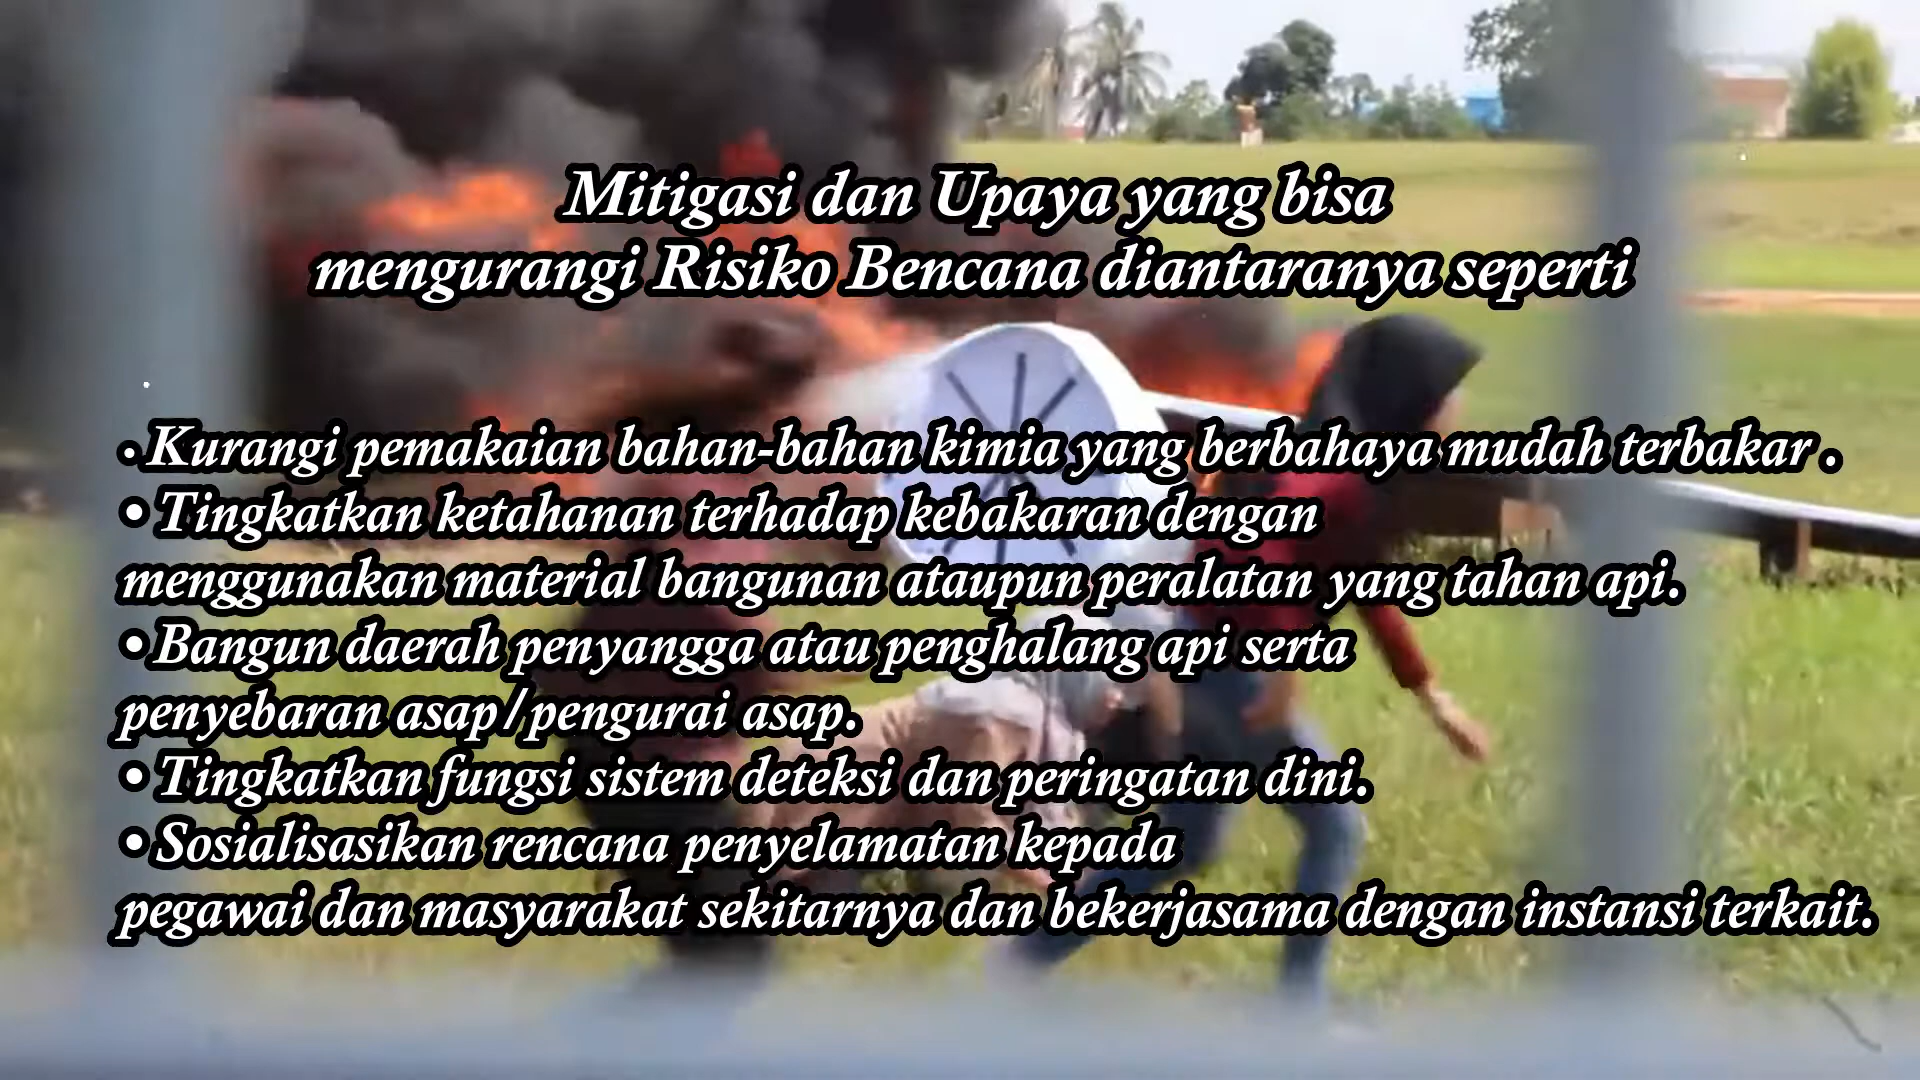 Mitigasi dan Upaya yang bisa
mengurangi Risiko Bencana diantaranya seperti
• Kurangi pemakaian bahan-bahan kimia yang berbahaya mudah terbakar .
• Tingkatkan ketahanan terhadap kebakaran dengan
menggunakan material bangunan ataupun peralatan yang tahan api.
• Bangun daerah penyangga atau penghalang api serta
penyebaran asap/pengurai asap.
• Tingkatkan fungsi sistem deteksi dan peringatan dini.
• Sosialisasikan rencana penyelamatan kepada
pegawai dan masyarakat sekitarnya dan bekerjasama dengan instansi terkait.